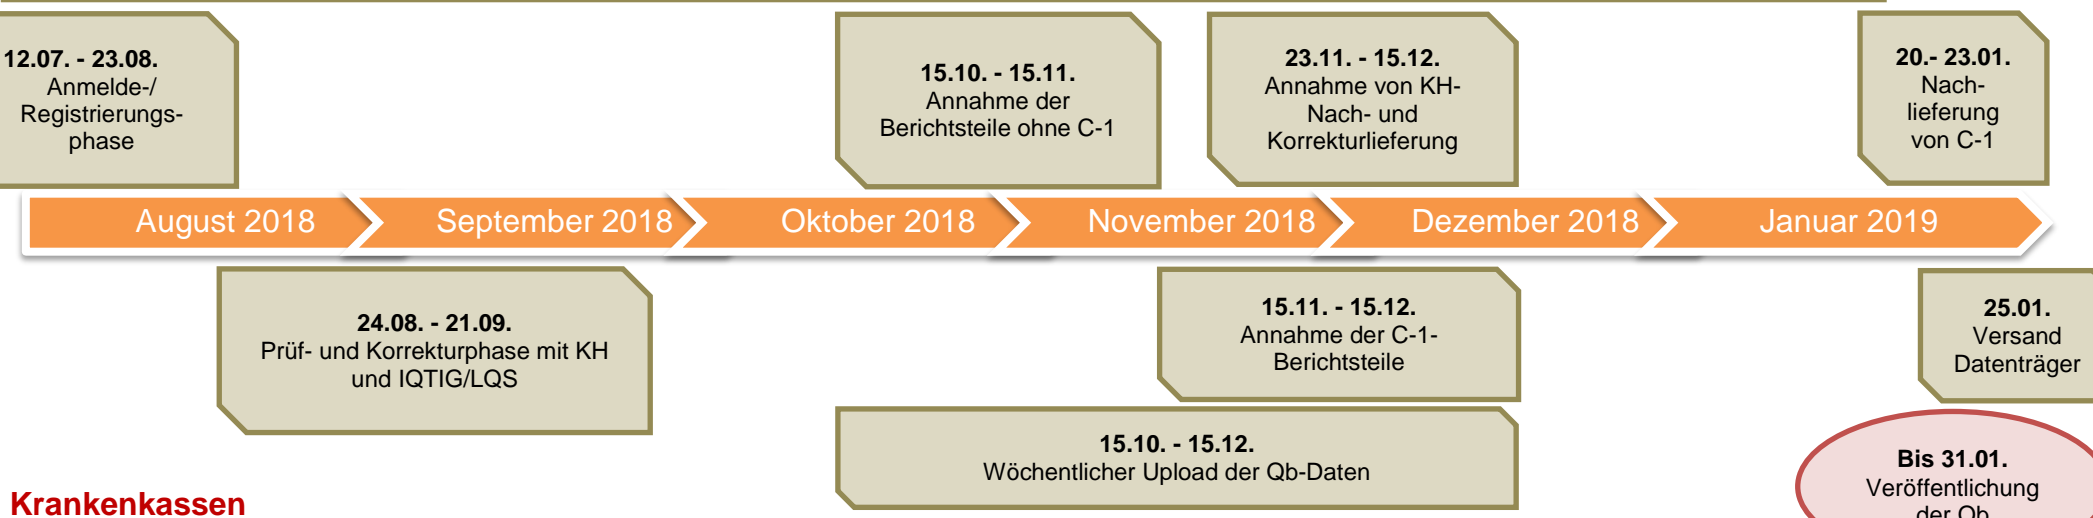 12.07. - 23.08.
Anmelde-/
Registrierungs-
phase
15.10. - 15.11.
Annahme der
Berichtsteile ohne C-1
23.11. - 15.12.
Annahme von KH-
Nach- und
Korrekturlieferung
20.- 23.01.
Nach-
lieferung
von C-1
August 2018
September 2018
Oktober 2018
November 2018
Dezember 2018
Januar 2019
24.08. - 21.09.
Prüf- und Korrekturphase mit KH
und IQTIG/LQS
15.11. - 15.12.
Annahme der C-1-
Berichtsteile
25.01.
Versand
Datenträger
15.10. - 15.12.
Wöchentlicher Upload der Qb-Daten
Bis 31.01.
Veröffentlichung
der Qb
Krankenkassen